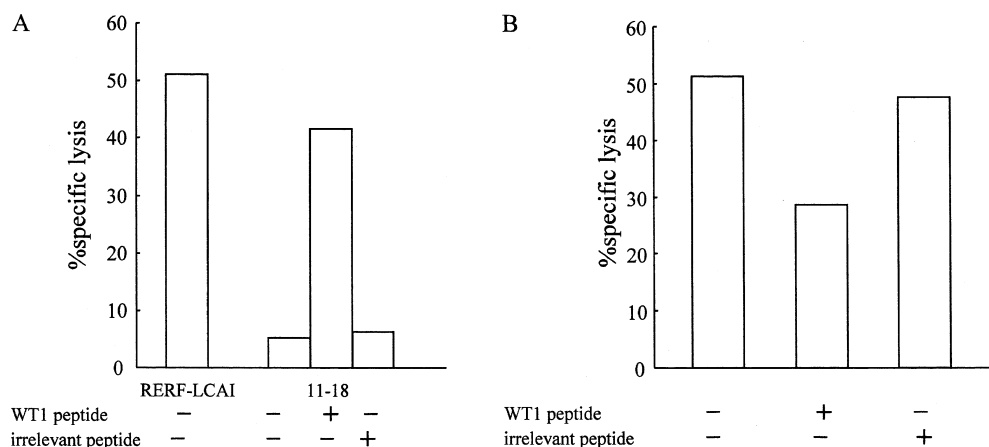 A
60
50
40
30
20
10
0
%specific lysis
RERF-LCAI 11-18
WT1 peptide − − + −
irrelevant peptide − − − +
B
60
50
40
30
20
10
0
%specific lysis
WT1 peptide − + −
irrelevant peptide − − +